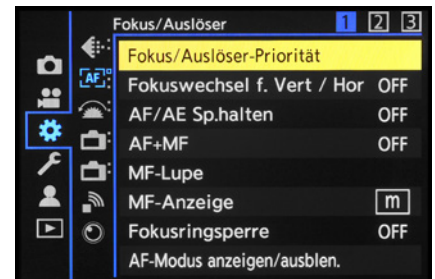 Fokus/Auslöser 1 2 3
Fokus/Auslöser-Priorität
Fokuswechsel f. Vert / Hor OFF
AF/AE Sp.halten OFF
AF+MF OFF
MF-Lupe
MF-Anzeige m
Fokusringsperre OFF
AF-Modus anzeigen/ausblen.
AF